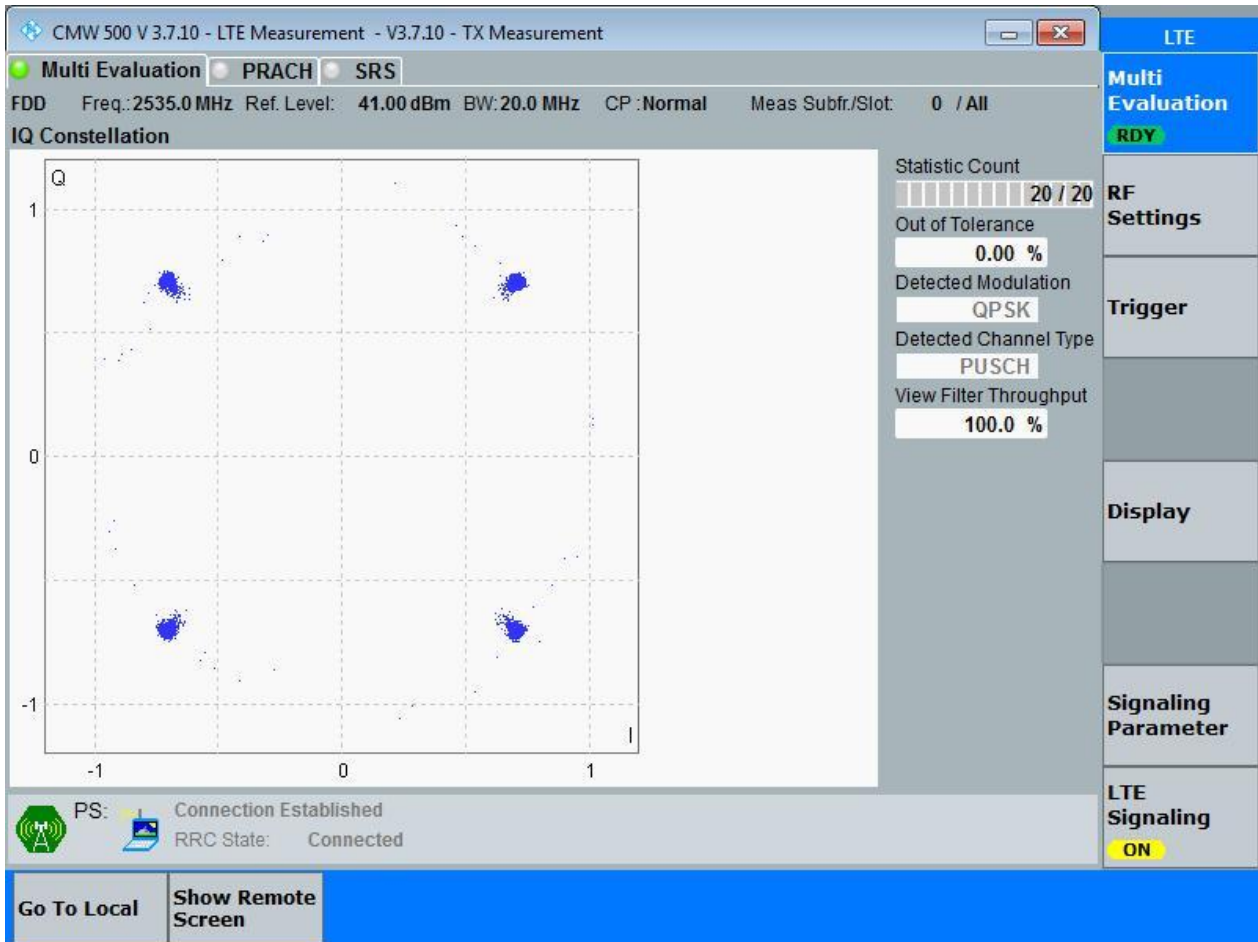 CMW 500 V 3.7.10 - LTE Measurement - V3.7.10 - TX Measurement
LTE
Multi Evaluation PRACH SRS
FDD Freq.: 2535.0 MHz Ref. Level: 41.00 dBm BW: 20.0 MHz CP : Normal Meas Subfr./Slot: 0 / All
IQ Constellation
Q
1
0
-1
I
-1 0 1
Statistic Count
20 / 20
Out of Tolerance
0.00 %
Detected Modulation
QPSK
Detected Channel Type
PUSCH
View Filter Throughput
100.0 %
Multi
Evaluation
RDY
RF
Settings
Trigger
Display
Signaling
Parameter
LTE
Signaling
ON
PS: Connection Established
RRC State: Connected
Go To Local
Show Remote
Screen